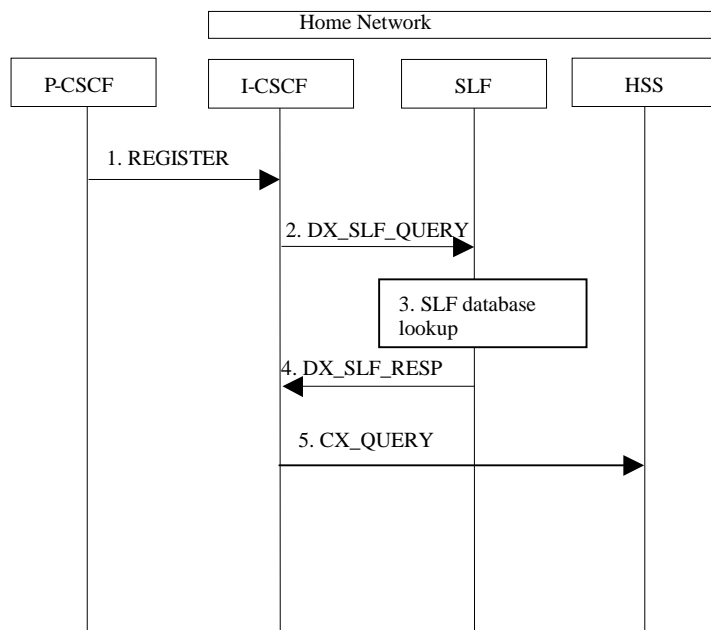 Home Network
P-CSCF
I-CSCF
SLF
HSS
1. REGISTER
2. DX_SLF_QUERY
3. SLF database
lookup
4. DX_SLF_RESP
5. CX_QUERY